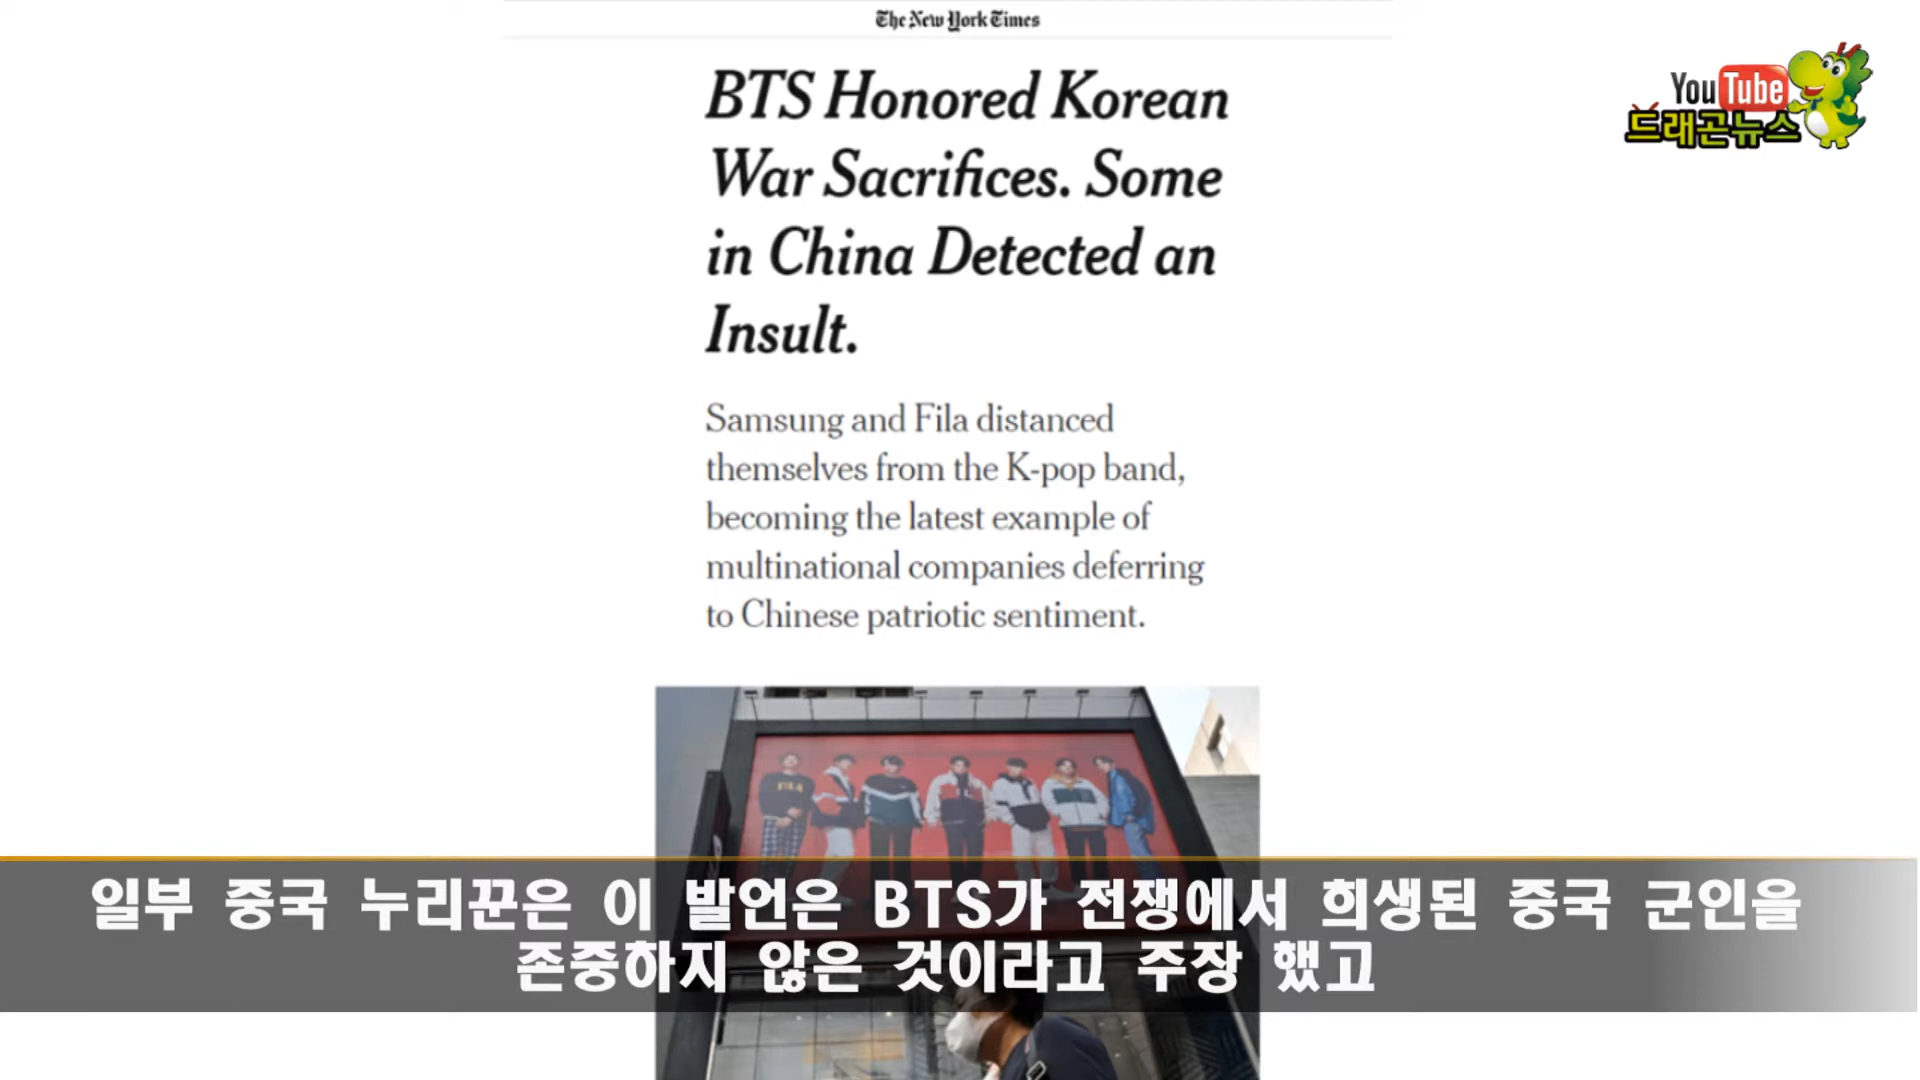 The New York Times
BTS Honored Korean
War Sacrifices. Some
in China Detected an
Insult.
YouTube
드래곤뉴스
Samsung and Fila distanced
themselves from the K-pop band,
becoming the latest example of
multinational companies deferring
to Chinese patriotic sentiment.
FILA
일부 중국 누리꾼은 이 발언은 BTS가 전쟁에서 희생된 중국 군인을
존중하지 않은 것이라고 주장 했고